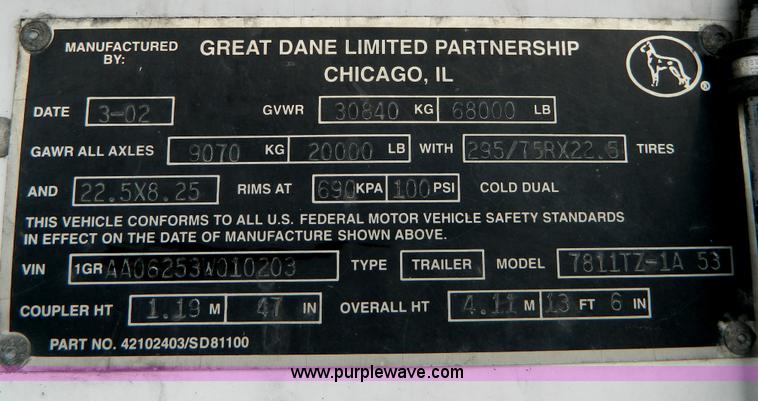 MANUFACTURED BY: GREAT DANE LIMITED PARTNERSHIP
CHICAGO, IL
®
DATE 3-02 GVWR 30840 KG 68000 LB
GAWR ALL AXLES 9070 KG 20000 LB WITH 295/75RX22.5 TIRES
AND 22.5X8.25 RIMS AT 690 KPA 100 PSI COLD DUAL
THIS VEHICLE CONFORMS TO ALL U.S. FEDERAL MOTOR VEHICLE SAFETY STANDARDS
IN EFFECT ON THE DATE OF MANUFACTURE SHOWN ABOVE.
VIN 1GRAA06253W010203 TYPE TRAILER MODEL 7811TZ-1A 53
COUPLER HT 1.19 M 47 IN OVERALL HT 4.11 M 13 FT 6 IN
PART NO. 42102403/SD81100
www.purplewave.com